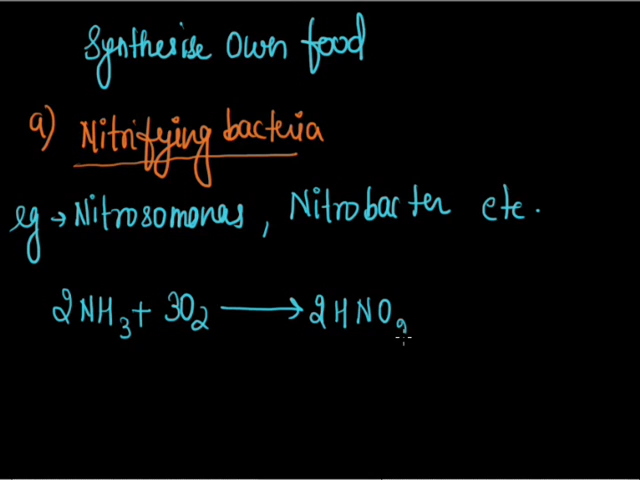 Synthesise Own food
a) Nitrifying bacteria
eg → Nitrosomonas, Nitrobacter etc.
2NH₃ + 3O₂ ⟶ 2HNO₂